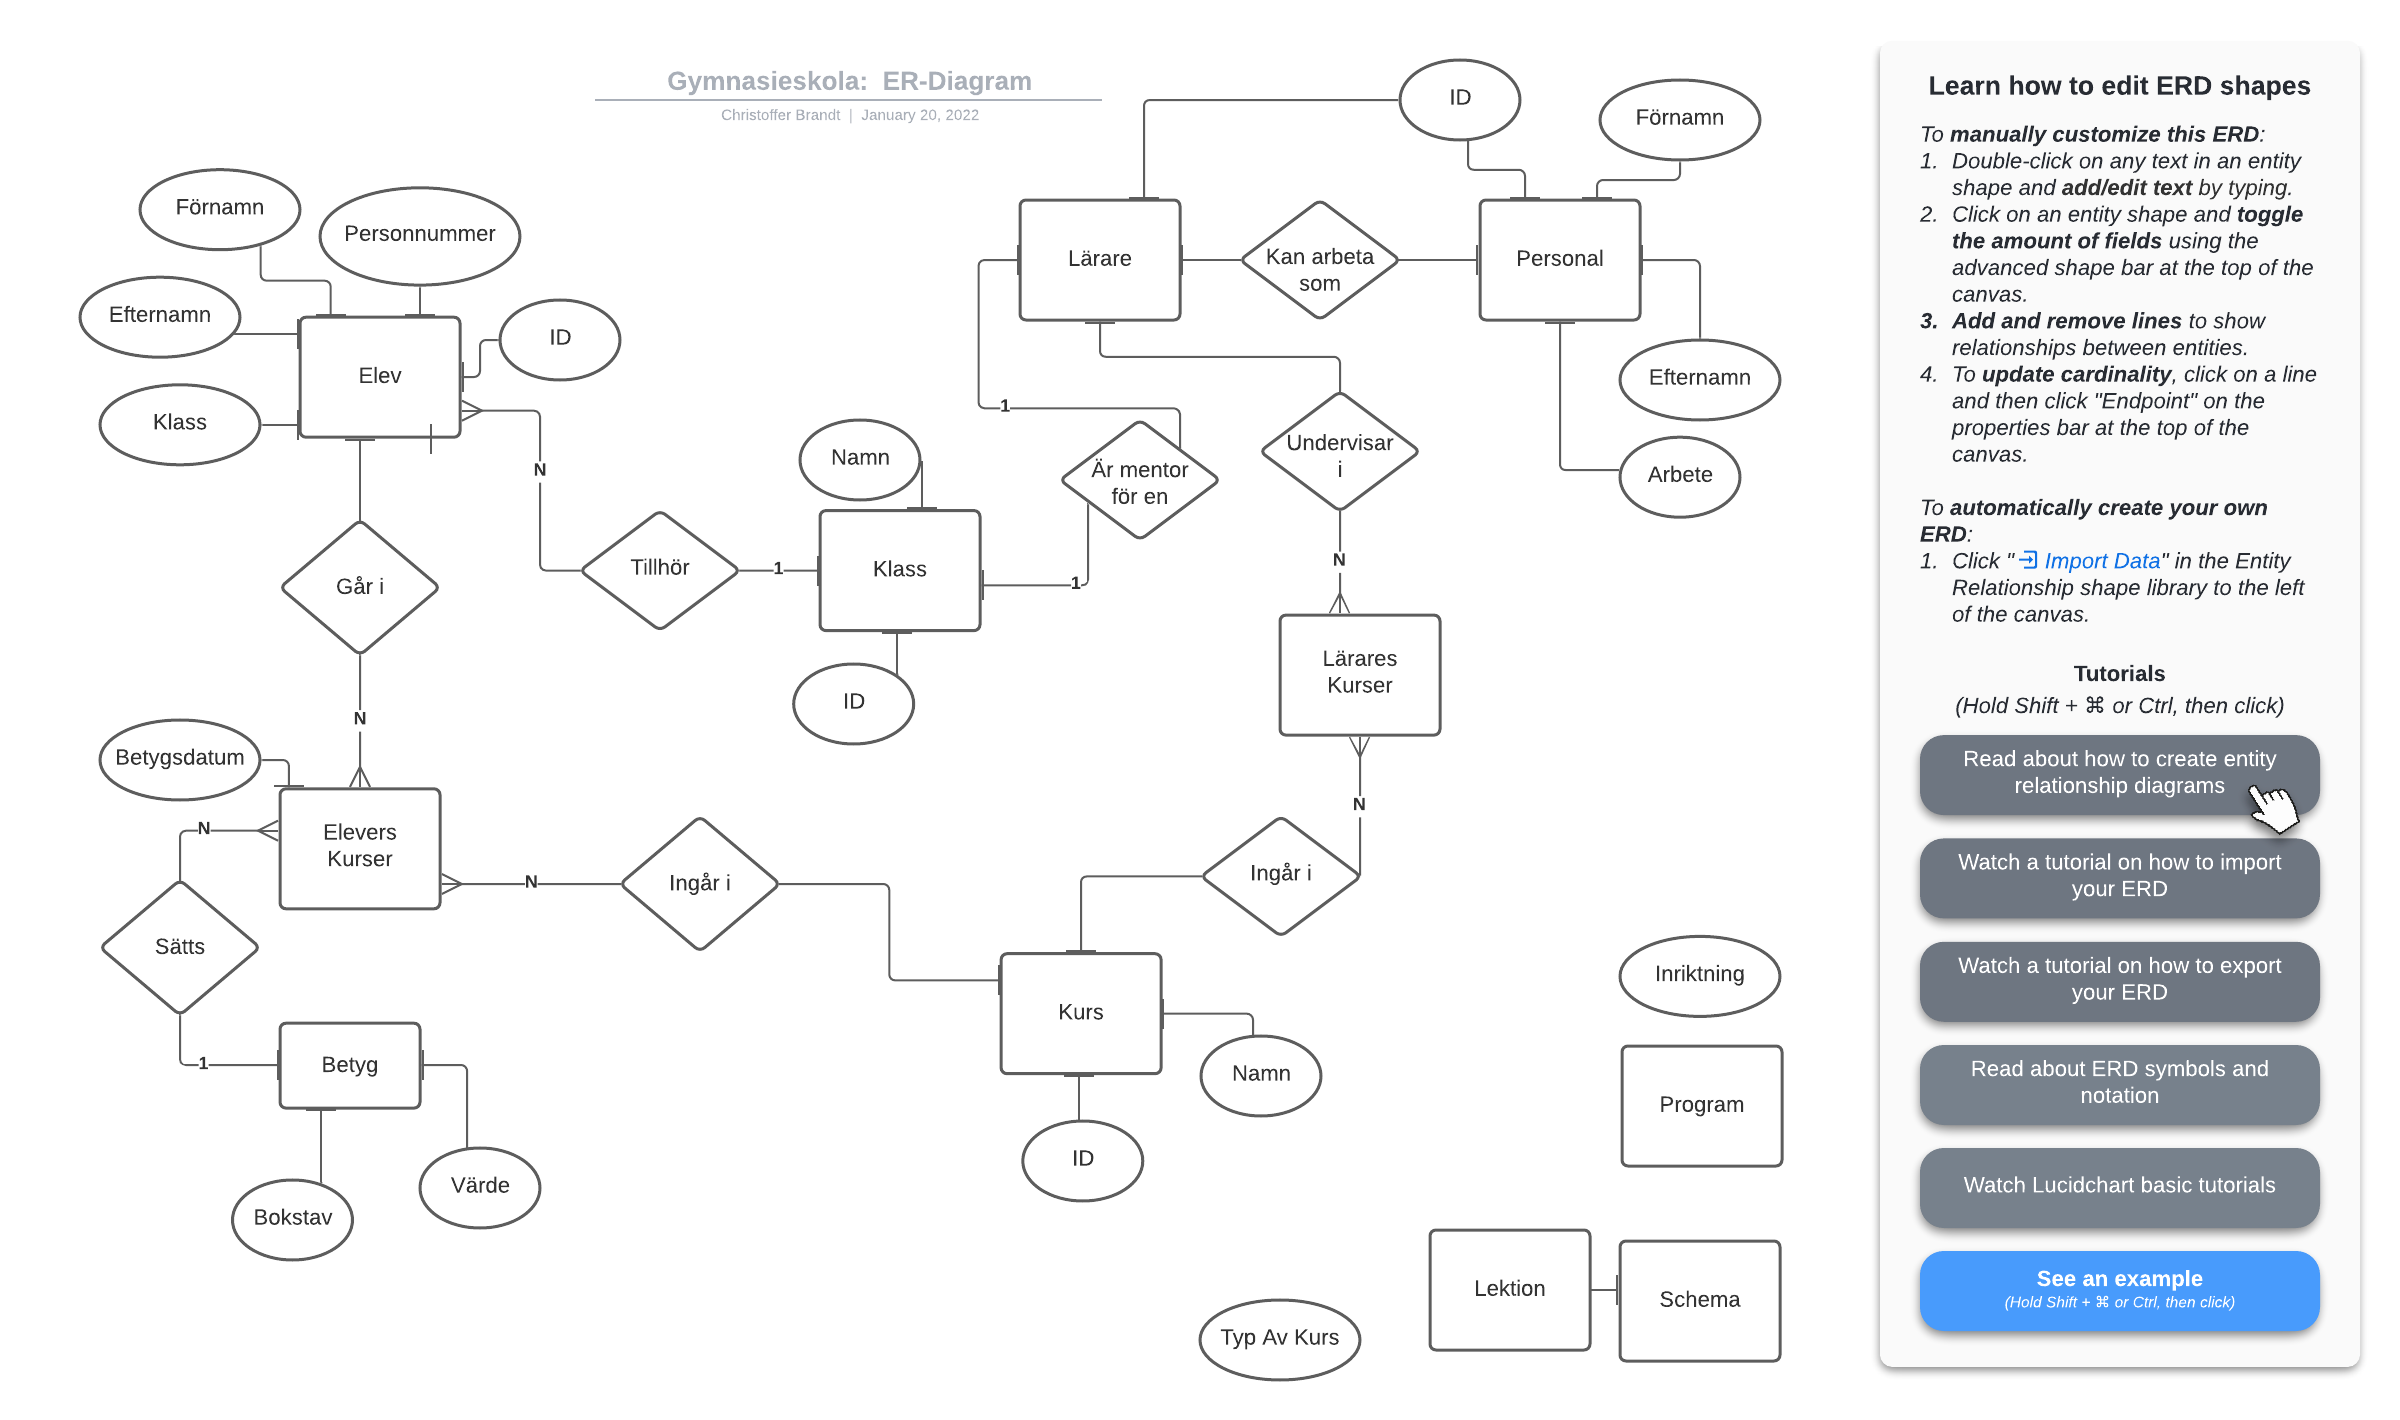 Gymnasieskola:  ER-Diagram
Christoffer Brandt  |  January 20, 2022
ID
Förnamn
Förnamn
Personnummer
Lärare
Kan arbeta
som
Personal
Efternamn
ID
Elev
Klass
Efternamn
1
N
Namn
Är mentor
för en
Undervisar
i
Arbete
Går i
Tillhör
1
Klass
1
N
ID
Lärares
Kurser
N
Betygsdatum
N
N
Elevers
Kurser
N
Ingår i
Ingår i
Sätts
Inriktning
Kurs
Namn
1
Betyg
Program
ID
Värde
Bokstav
Lektion
Schema
Typ Av Kurs
Learn how to edit ERD shapes
To manually customize this ERD:
1. Double-click on any text in an entity
shape and add/edit text by typing.
2. Click on an entity shape and toggle
the amount of fields using the
advanced shape bar at the top of the
canvas.
3. Add and remove lines to show
relationships between entities.
4. To update cardinality, click on a line
and then click "Endpoint" on the
properties bar at the top of the
canvas.
To automatically create your own
ERD:
1. Click " Import Data" in the Entity
Relationship shape library to the left
of the canvas.
Tutorials
(Hold Shift + ⌘ or Ctrl, then click)
Read about how to create entity
relationship diagrams
Watch a tutorial on how to import
your ERD
Watch a tutorial on how to export
your ERD
Read about ERD symbols and
notation
Watch Lucidchart basic tutorials
See an example
(Hold Shift + ⌘ or Ctrl, then click)